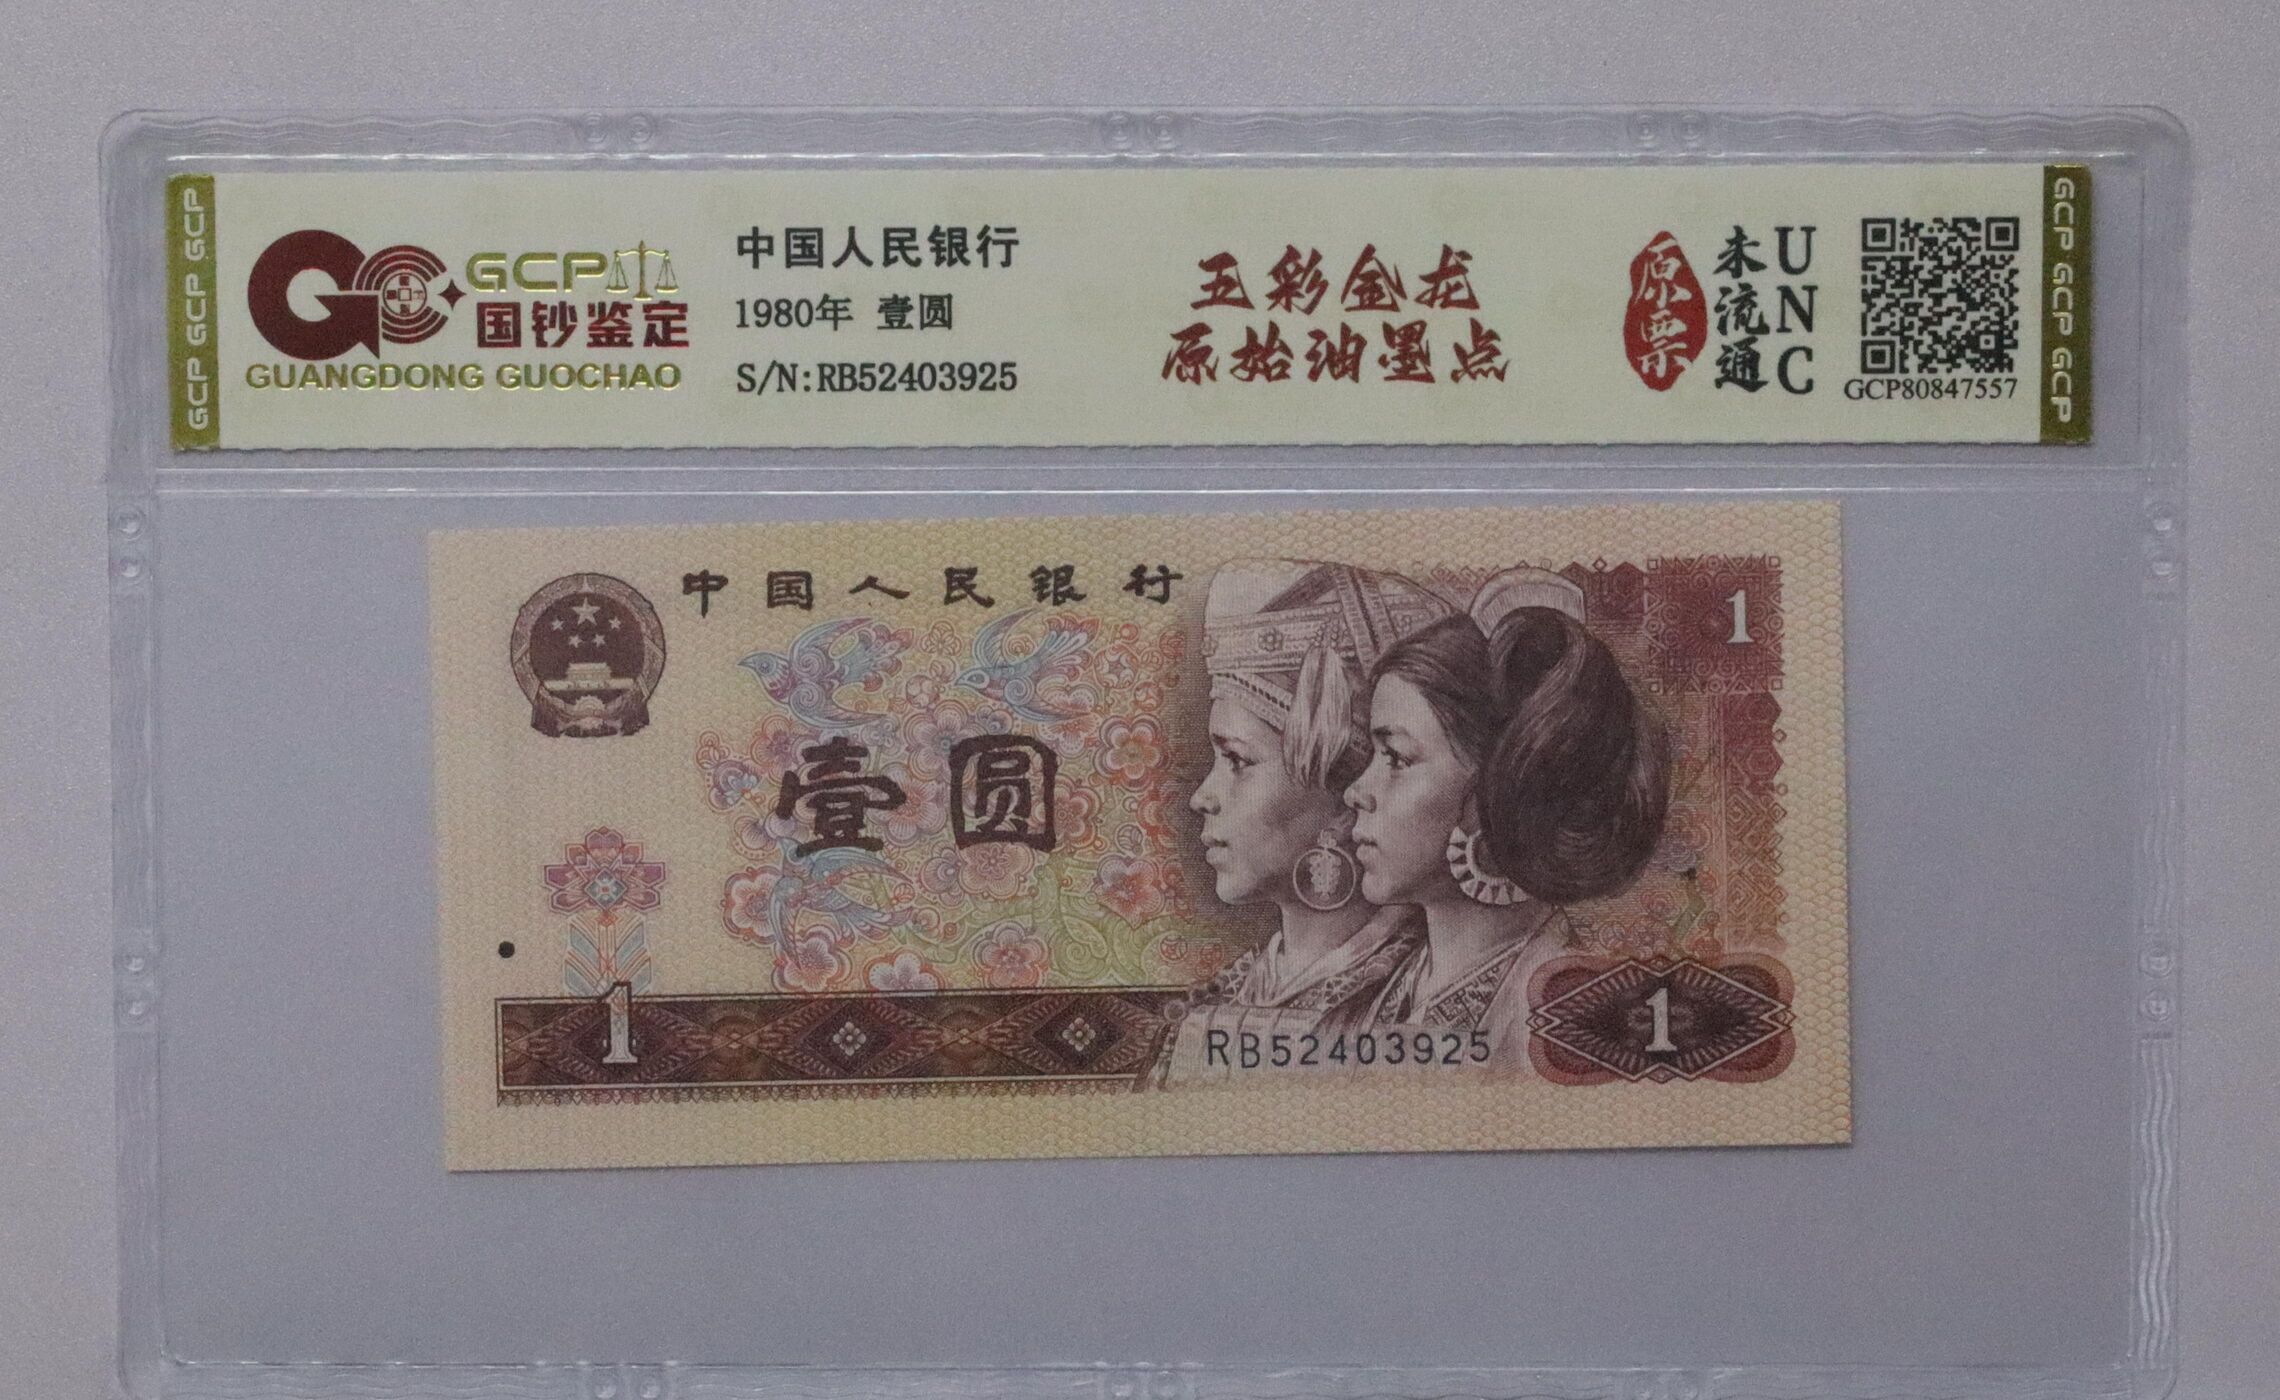 GCP GCP GCP
GCP
国钞鉴定
GUANGDONG GUOCHAO
中国人民银行
1980年 壹圆
S/N:RB52403925
五彩金龙
原始油墨点
原票
未流通
UNC
GCP80847557
GCP GCP GCP
中国人民银行
1
壹圆
1
RB52403925
1